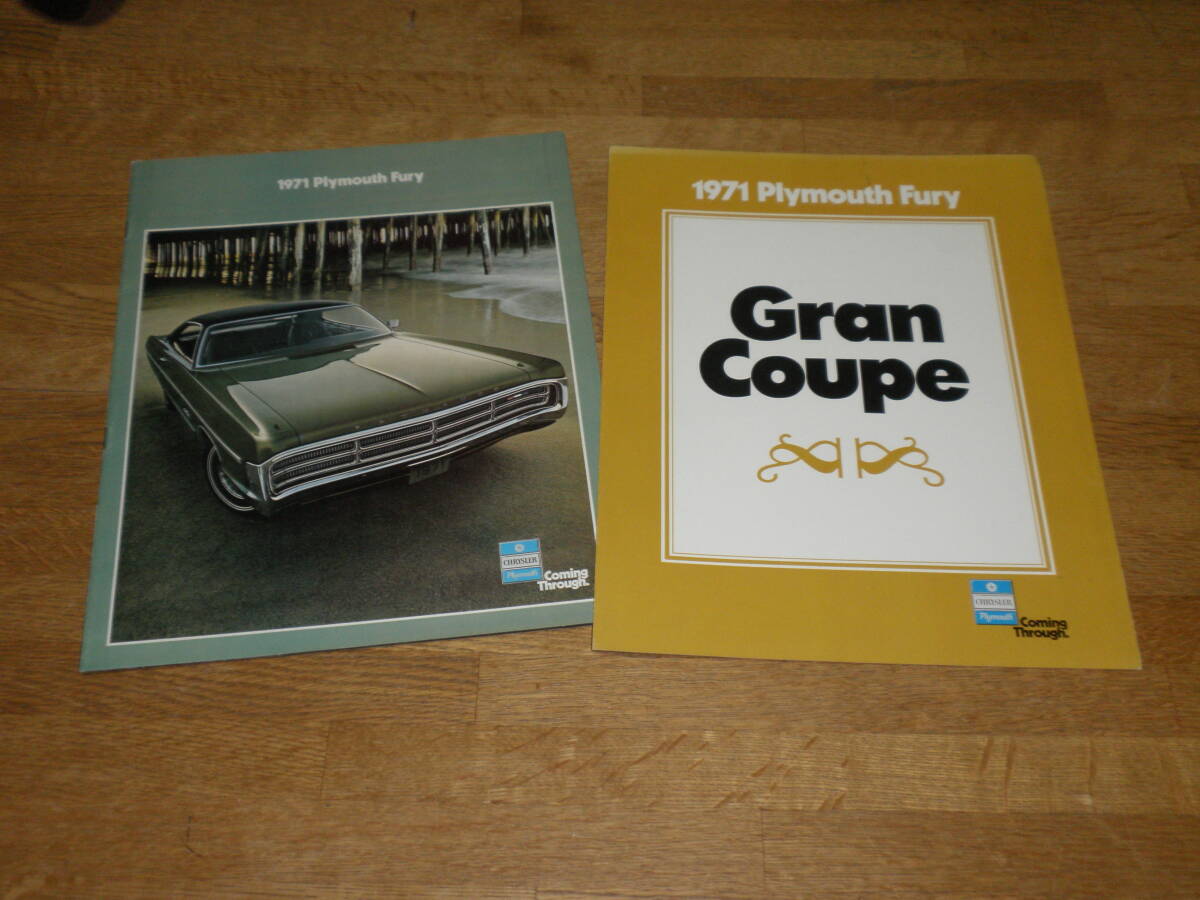 1971 Plymouth Fury
CHRYSLER
Plymouth
Coming
Through.
1971 Plymouth Fury
Gran
Coupe
CHRYSLER
Plymouth
Coming
Through.